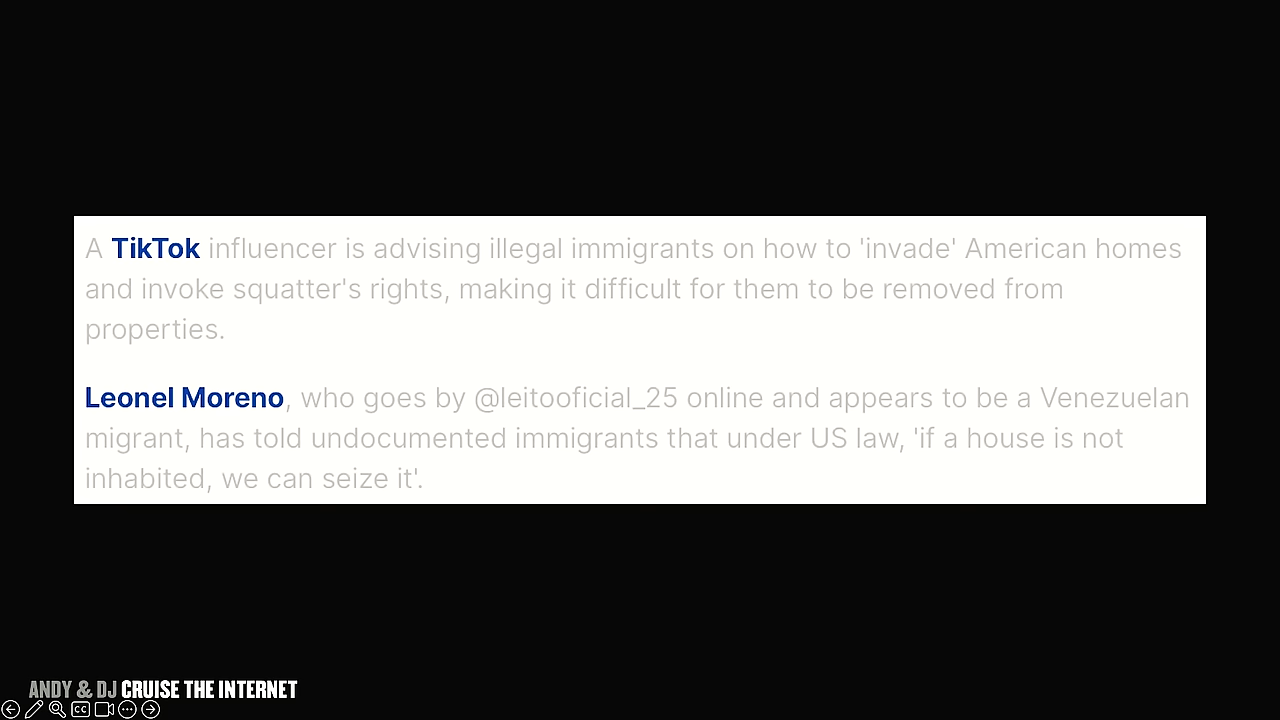 A TikTok influencer is advising illegal immigrants on how to 'invade' American homes
and invoke squatter's rights, making it difficult for them to be removed from
properties.
Leonel Moreno, who goes by @leitooficial_25 online and appears to be a Venezuelan
migrant, has told undocumented immigrants that under US law, 'if a house is not
inhabited, we can seize it'.
ANDY & DJ CRUISE THE INTERNET
CC